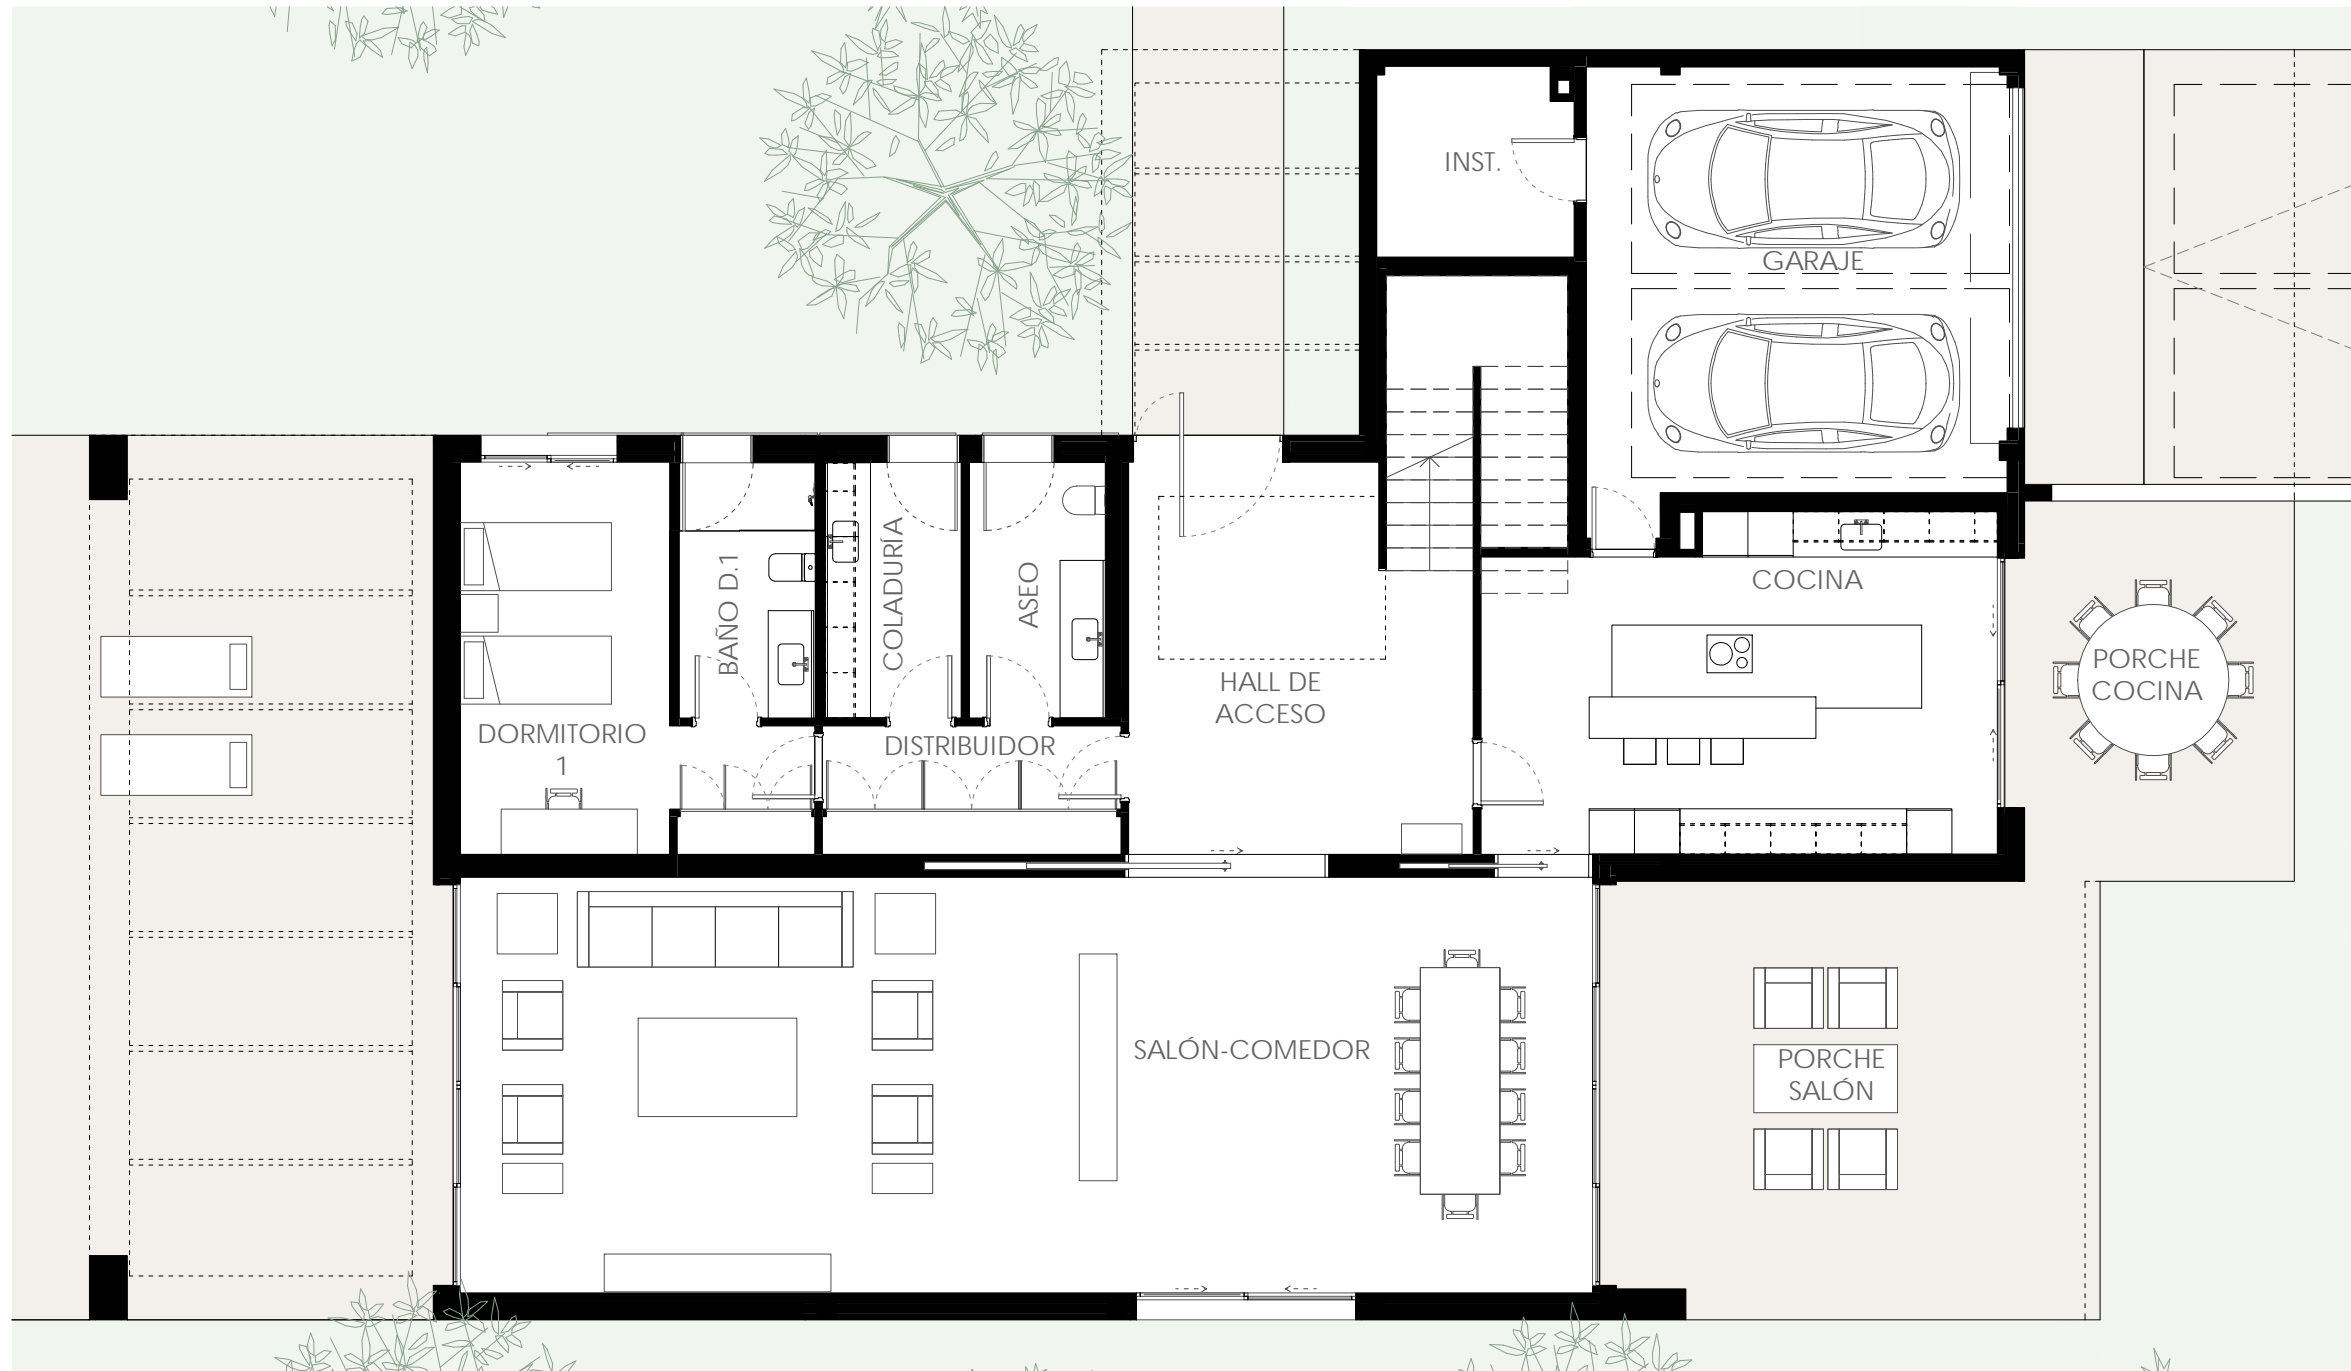 INST.
GARAJE
BAÑO D.1
COLADURÍA
ASEO
COCINA
PORCHE
COCINA
HALL DE
ACCESO
DORMITORIO
1
DISTRIBUIDOR
SALÓN-COMEDOR
PORCHE
SALÓN